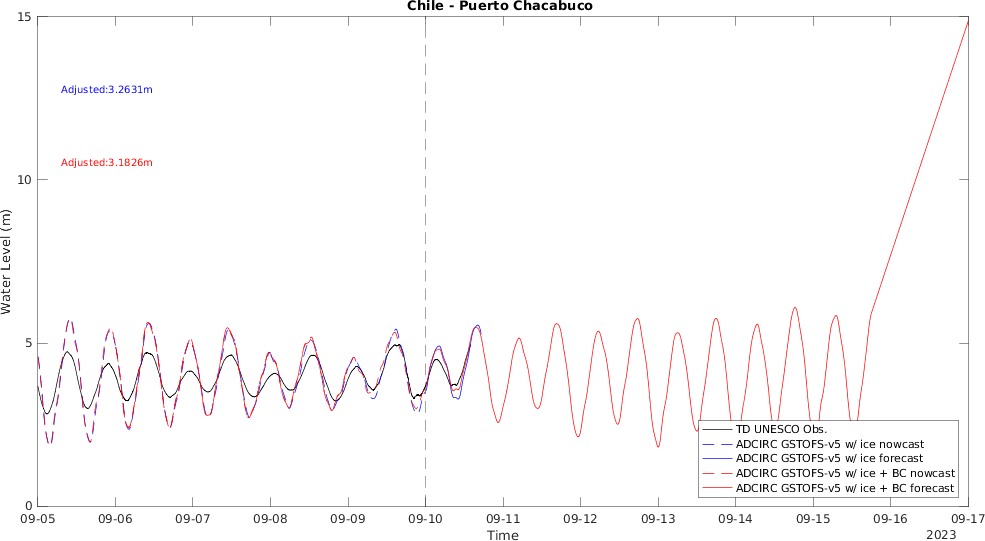 Chile - Puerto Chacabuco
15
Adjusted:3.2631m
Adjusted:3.1826m
10
Water Level (m)
5
TD UNESCO Obs.
ADCIRC GSTOFS-v5 w/ ice nowcast
ADCIRC GSTOFS-v5 w/ ice forecast
ADCIRC GSTOFS-v5 w/ ice + BC nowcast
ADCIRC GSTOFS-v5 w/ ice + BC forecast
0
09-05 09-06 09-07 09-08 09-09 09-10 09-11 09-12 09-13 09-14 09-15 09-16 09-17
Time
2023